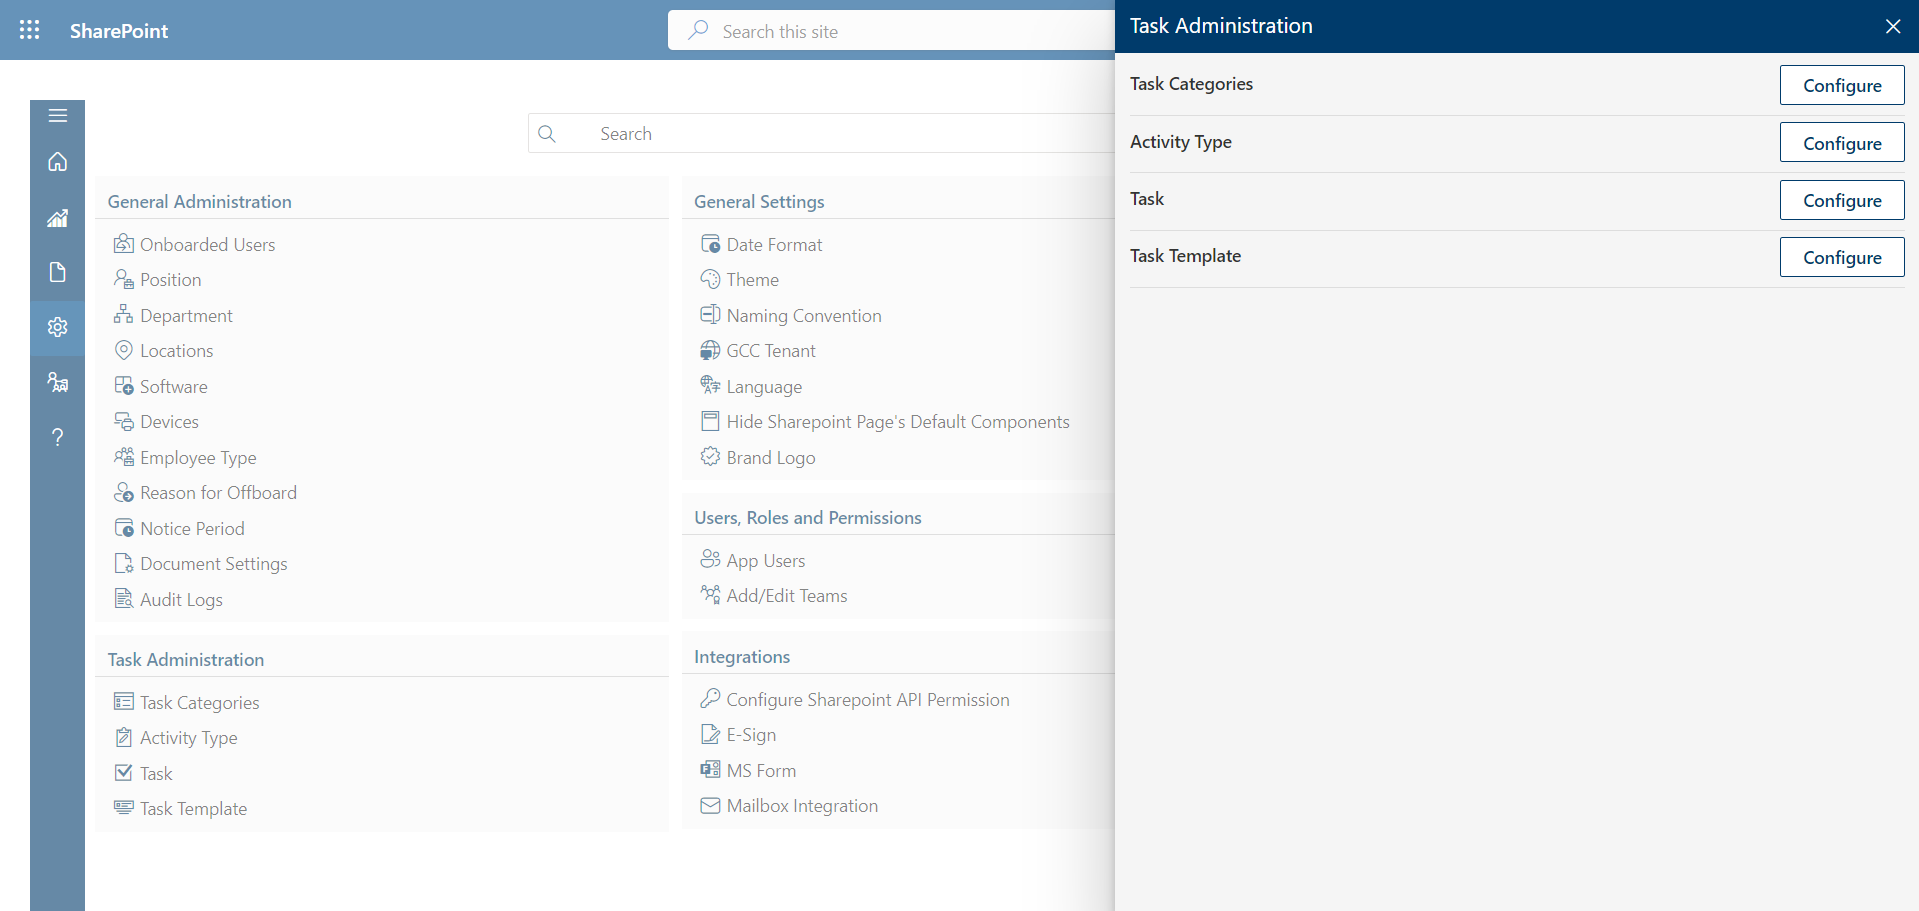 SharePoint
Search this site
Search
General Administration
Onboarded Users
Position
Department
Locations
Software
Devices
Employee Type
Reason for Offboard
Notice Period
Document Settings
Audit Logs
Task Administration
Task Categories
Activity Type
Task
Task Template
General Settings
Date Format
Theme
Naming Convention
GCC Tenant
Language
Hide Sharepoint Page's Default Components
Brand Logo
Users, Roles and Permissions
App Users
Add/Edit Teams
Integrations
Configure Sharepoint API Permission
E-Sign
MS Form
Mailbox Integration
Task Administration
Task Categories Configure
Activity Type Configure
Task Configure
Task Template Configure